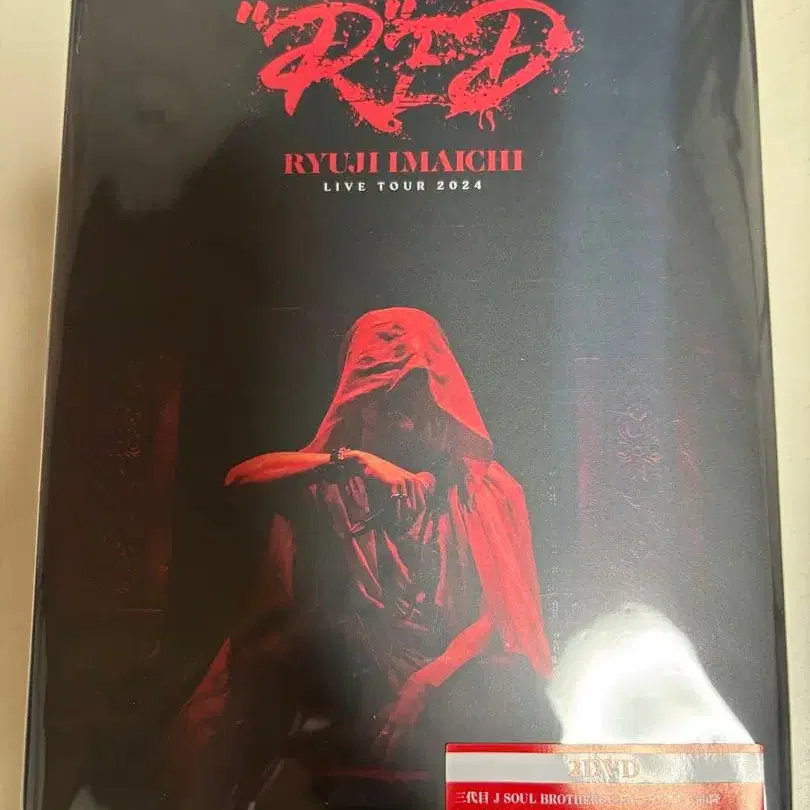 "RED"
RYUJI IMAICHI
LIVE TOUR 2024
2DVD
三代目 J SOUL BROTHERS